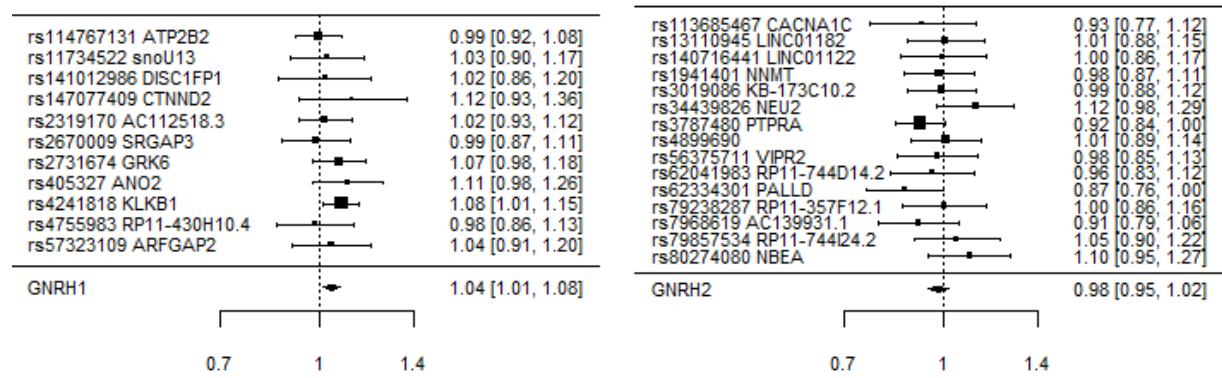 rs114767131 ATP2B2 0.99 [0.92, 1.08]
rs11734522 snoU13 1.03 [0.90, 1.17]
rs141012986 DISC1FP1 1.02 [0.86, 1.20]
rs147077409 CTNND2 1.12 [0.93, 1.36]
rs2319170 AC112518.3 1.02 [0.93, 1.12]
rs2670009 SRGAP3 0.99 [0.87, 1.11]
rs2731674 GRK6 1.07 [0.98, 1.18]
rs405327 ANO2 1.11 [0.98, 1.26]
rs4241818 KLKB1 1.08 [1.01, 1.15]
rs4755983 RP11-430H10.4 0.98 [0.86, 1.13]
rs57323109 ARFGAP2 1.04 [0.91, 1.20]
GNRH1 1.04 [1.01, 1.08]
0.7 1 1.4
rs113685467 CACNA1C 0.93 [0.77, 1.12]
rs13110945 LINC01182 1.01 [0.88, 1.15]
rs140716441 LINC01122 1.00 [0.86, 1.17]
rs1941401 NNMT 0.98 [0.87, 1.11]
rs3019086 KB-173C10.2 0.99 [0.88, 1.12]
rs34439826 NEU2 1.12 [0.98, 1.29]
rs3787480 PTPRA 0.92 [0.84, 1.00]
rs4899690 1.01 [0.89, 1.14]
rs56375711 VIPR2 0.98 [0.85, 1.13]
rs62041983 RP11-744D14.2 0.96 [0.83, 1.12]
rs62334301 PALLD 0.87 [0.76, 1.00]
rs79238287 RP11-357F12.1 1.00 [0.86, 1.16]
rs7968619 AC139931.1 0.91 [0.79, 1.06]
rs79857534 RP11-744I24.2 1.05 [0.90, 1.22]
rs80274080 NBEA 1.10 [0.95, 1.27]
GNRH2 0.98 [0.95, 1.02]
0.7 1 1.4